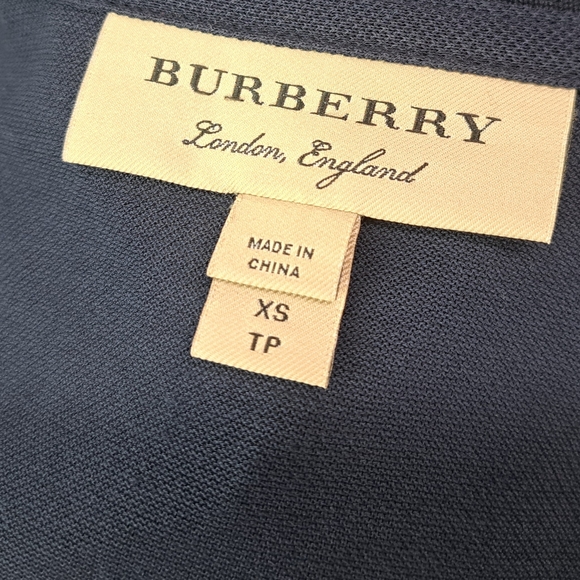 BURBERRY
London, England
MADE IN
CHINA
XS
TP